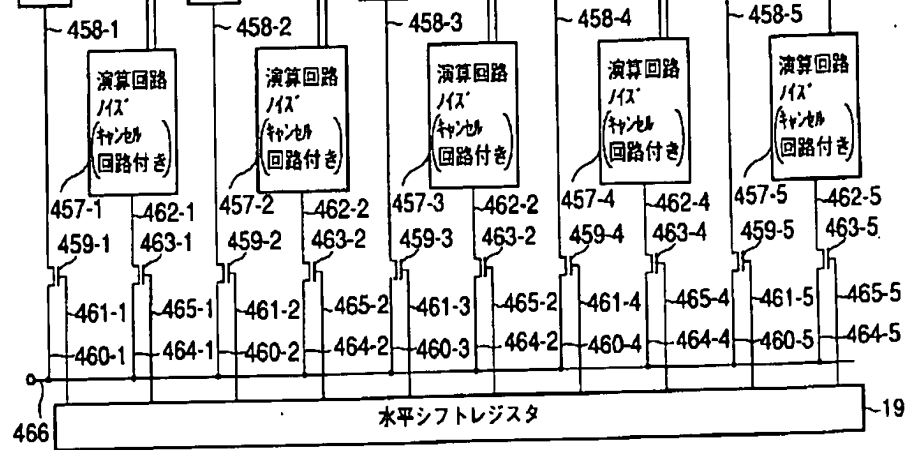 458-1 458-2 458-3 458-4 458-5
演算回路 演算回路 演算回路 演算回路 演算回路
ノイズ ノイズ ノイズ ノイズ ノイズ
(キャンセル (キャンセル (キャンセル (キャンセル (キャンセル
回路付き) 回路付き) 回路付き) 回路付き) 回路付き)
457-1 462-1 457-2 462-2 457-3 462-2 457-4 462-4 457-5 462-5
459-1 463-1 459-2 463-2 459-3 463-2 459-4 463-4 459-5 463-5
461-1 465-1 461-2 465-2 461-3 465-2 461-4 465-4 461-5 465-5
460-1 464-1 460-2 464-2 460-3 464-2 460-4 464-4 460-5 464-5
466 水平シフトレジスタ 19